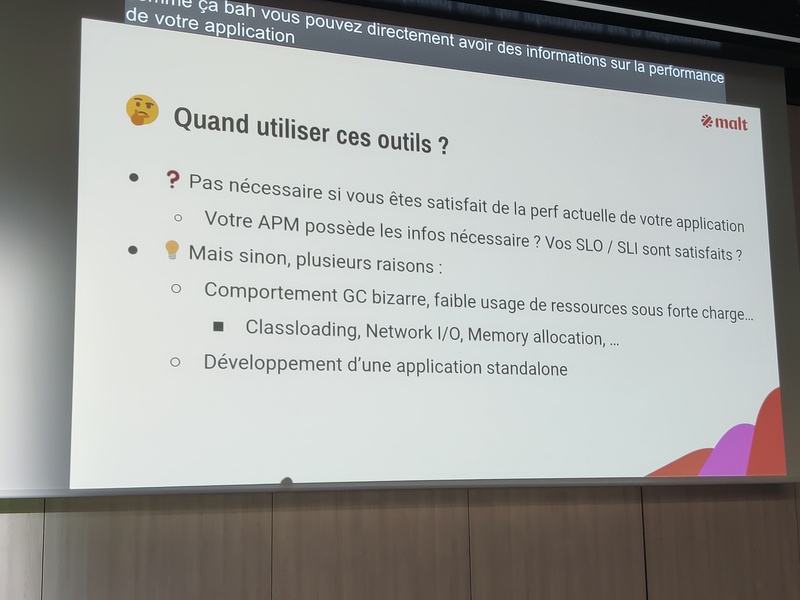 ça bah vous pouvez directement avoir des informations sur la performance
de votre application
malt
Quand utiliser ces outils ?
Pas nécessaire si vous êtes satisfait de la perf actuelle de votre application
Votre APM possède les infos nécessaire ? Vos SLO / SLI sont satisfaits ?
Mais sinon, plusieurs raisons :
Comportement GC bizarre, faible usage de ressources sous forte charge…
Classloading, Network I/O, Memory allocation, …
Développement d'une application standalone